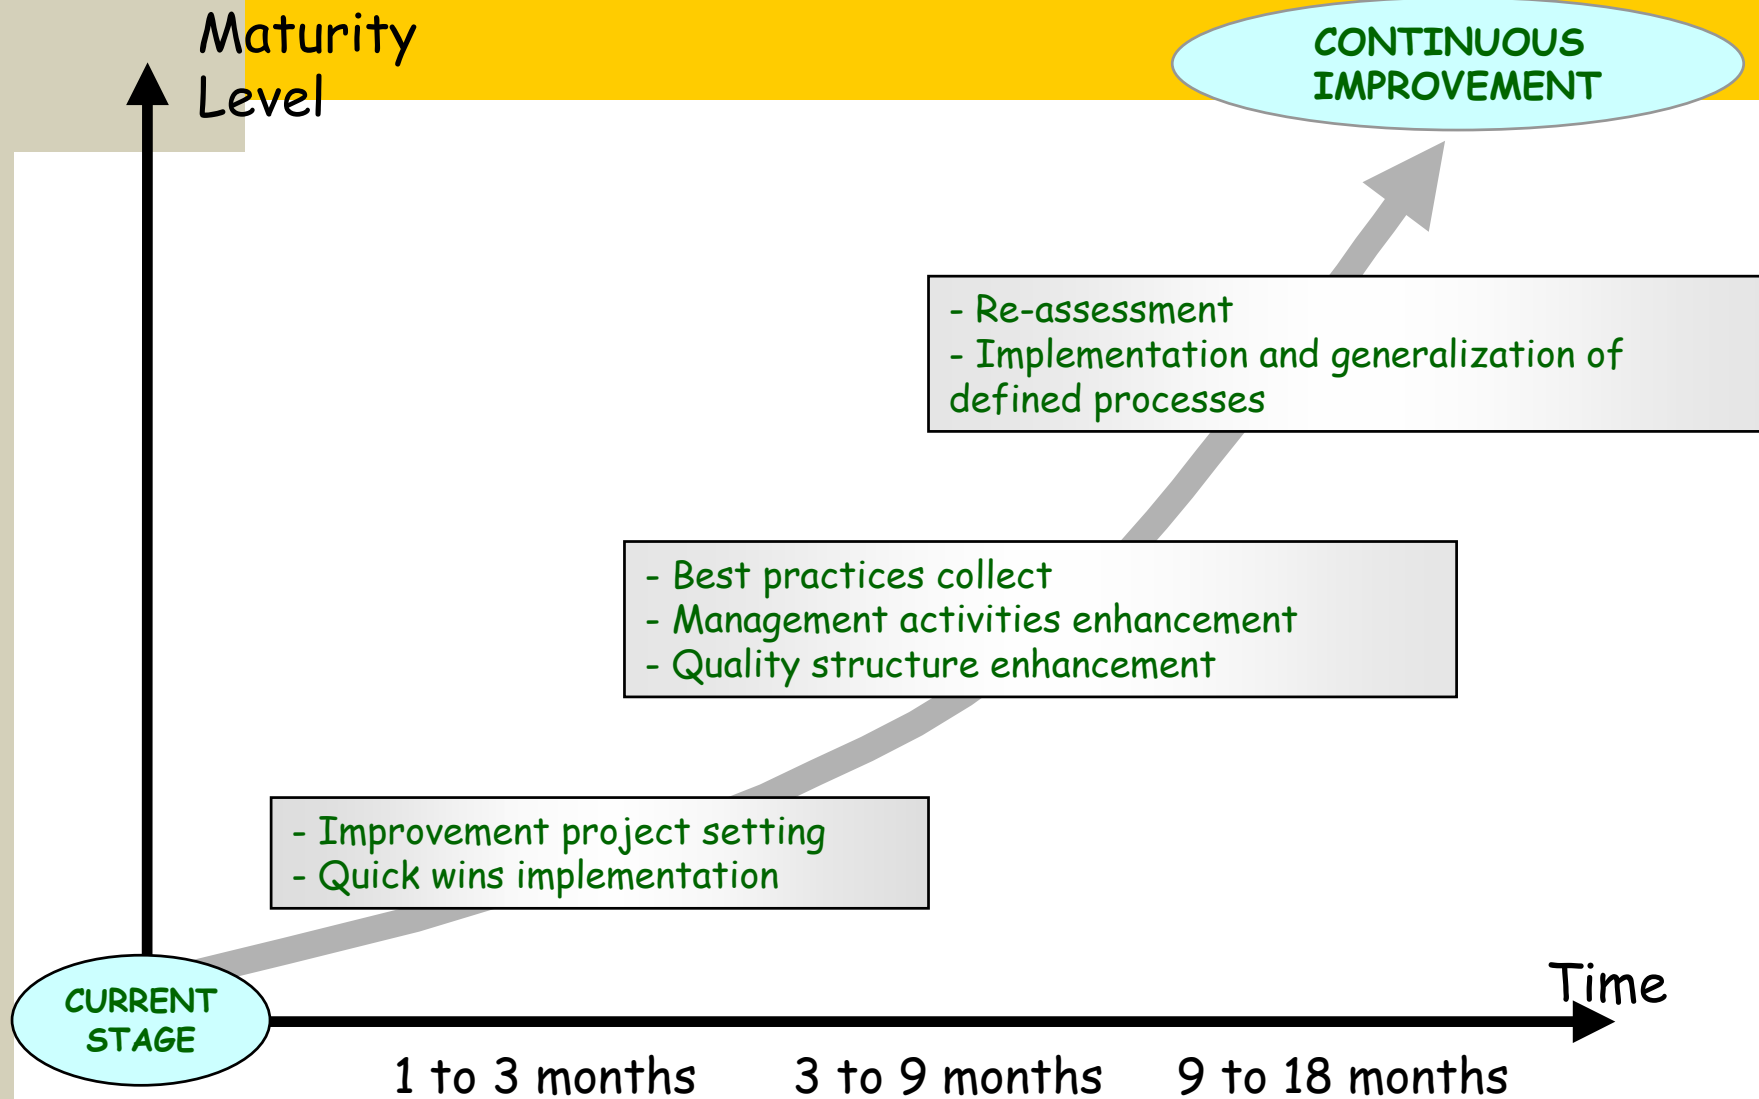 Maturity
Level
CONTINUOUS
IMPROVEMENT
- Re-assessment
- Implementation and generalization of
defined processes
- Best practices collect
- Management activities enhancement
- Quality structure enhancement
- Improvement project setting
- Quick wins implementation
CURRENT
STAGE
Time
1 to 3 months
3 to 9 months
9 to 18 months